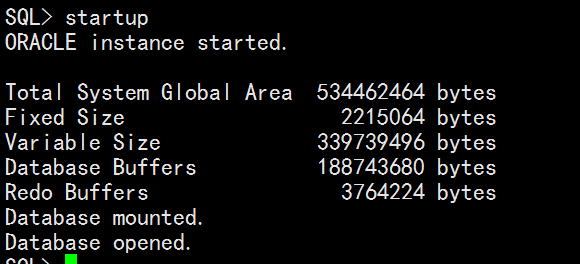 SQL> startup
ORACLE instance started.
Total System Global Area  534462464 bytes
Fixed Size                  2215064 bytes
Variable Size             339739496 bytes
Database Buffers          188743680 bytes
Redo Buffers                3764224 bytes
Database mounted.
Database opened.
SQL>